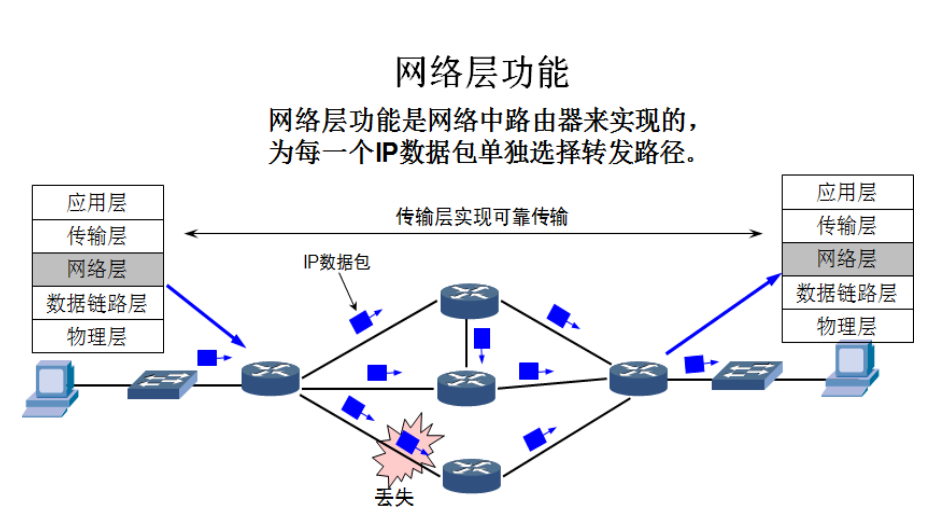 网络层功能
网络层功能是网络中路由器来实现的，
为每一个IP数据包单独选择转发路径。
应用层
传输层
网络层
数据链路层
物理层
传输层实现可靠传输
IP数据包
丢失
应用层
传输层
网络层
数据链路层
物理层